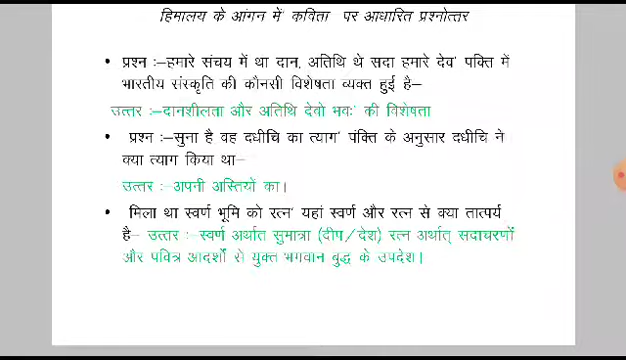 हिमालय के आंगन में' कविता पर आधारित प्रश्नोत्तर
• प्रश्न :–हमारे संचय में था दान, अतिथि थे सदा हमारे देव' पंक्ति में
भारतीय संस्कृति की कौनसी विशेषता व्यक्त हुई है–
उत्तर :–दानशीलता और अतिथि देवो भवः' की विशेषता
• प्रश्न :–सुना है वह दधीचि का त्याग' पंक्ति के अनुसार दधीचि ने
क्या त्याग किया था–
उत्तर :–अपनी अस्तियों का।
• मिला था स्वर्ण भूमि को रत्न' यहां स्वर्ण और रत्न से क्या तात्पर्य
है– उत्तर :–स्वर्ण अर्थात सुमात्रा (दीप/देश) रत्न अर्थात् सदाचरणों
और पवित्र आदर्शों से युक्त भगवान बुद्ध के उपदेश।